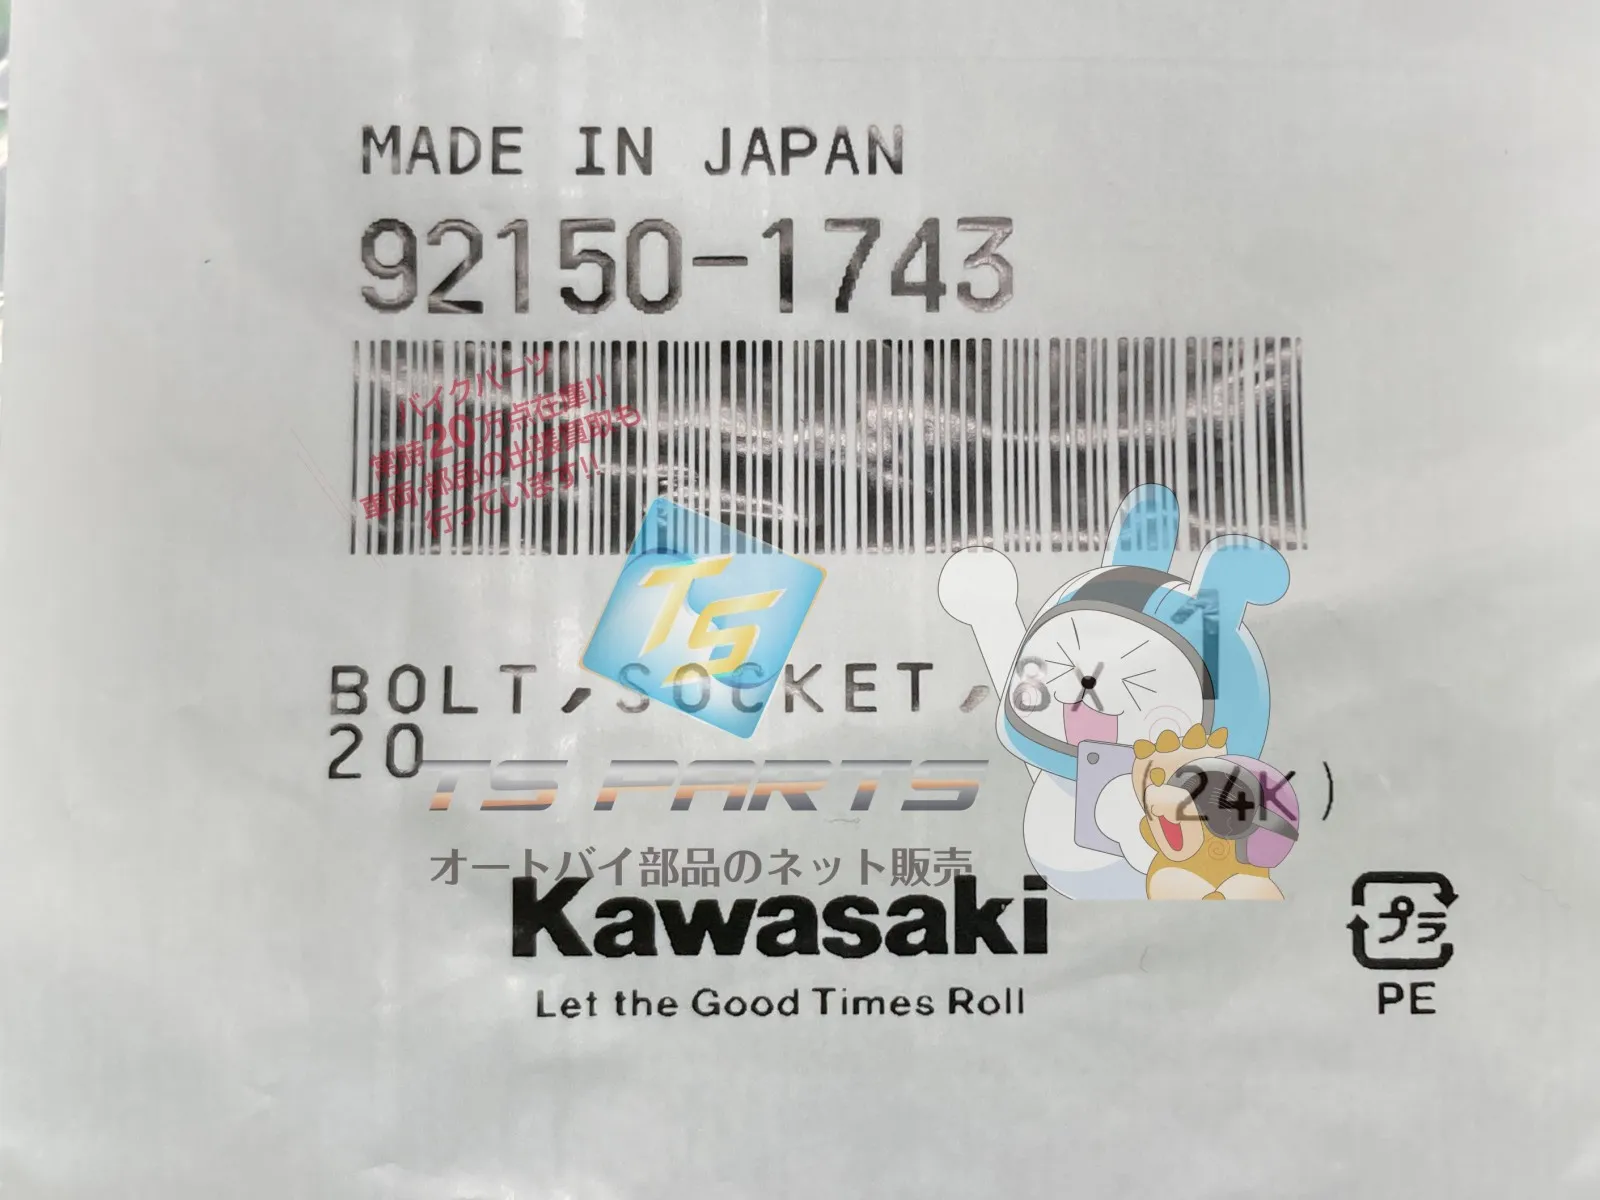 MADE IN JAPAN
92150-1743
バイクパーツ
常時20万点在庫!!
車両・部品の出張買取も
行っています!!
TS
1
BOLT,SOCKET,8X
20
(24K)
TS PARTS
オートバイ部品のネット販売
Kawasaki
Let the Good Times Roll
プラ
PE